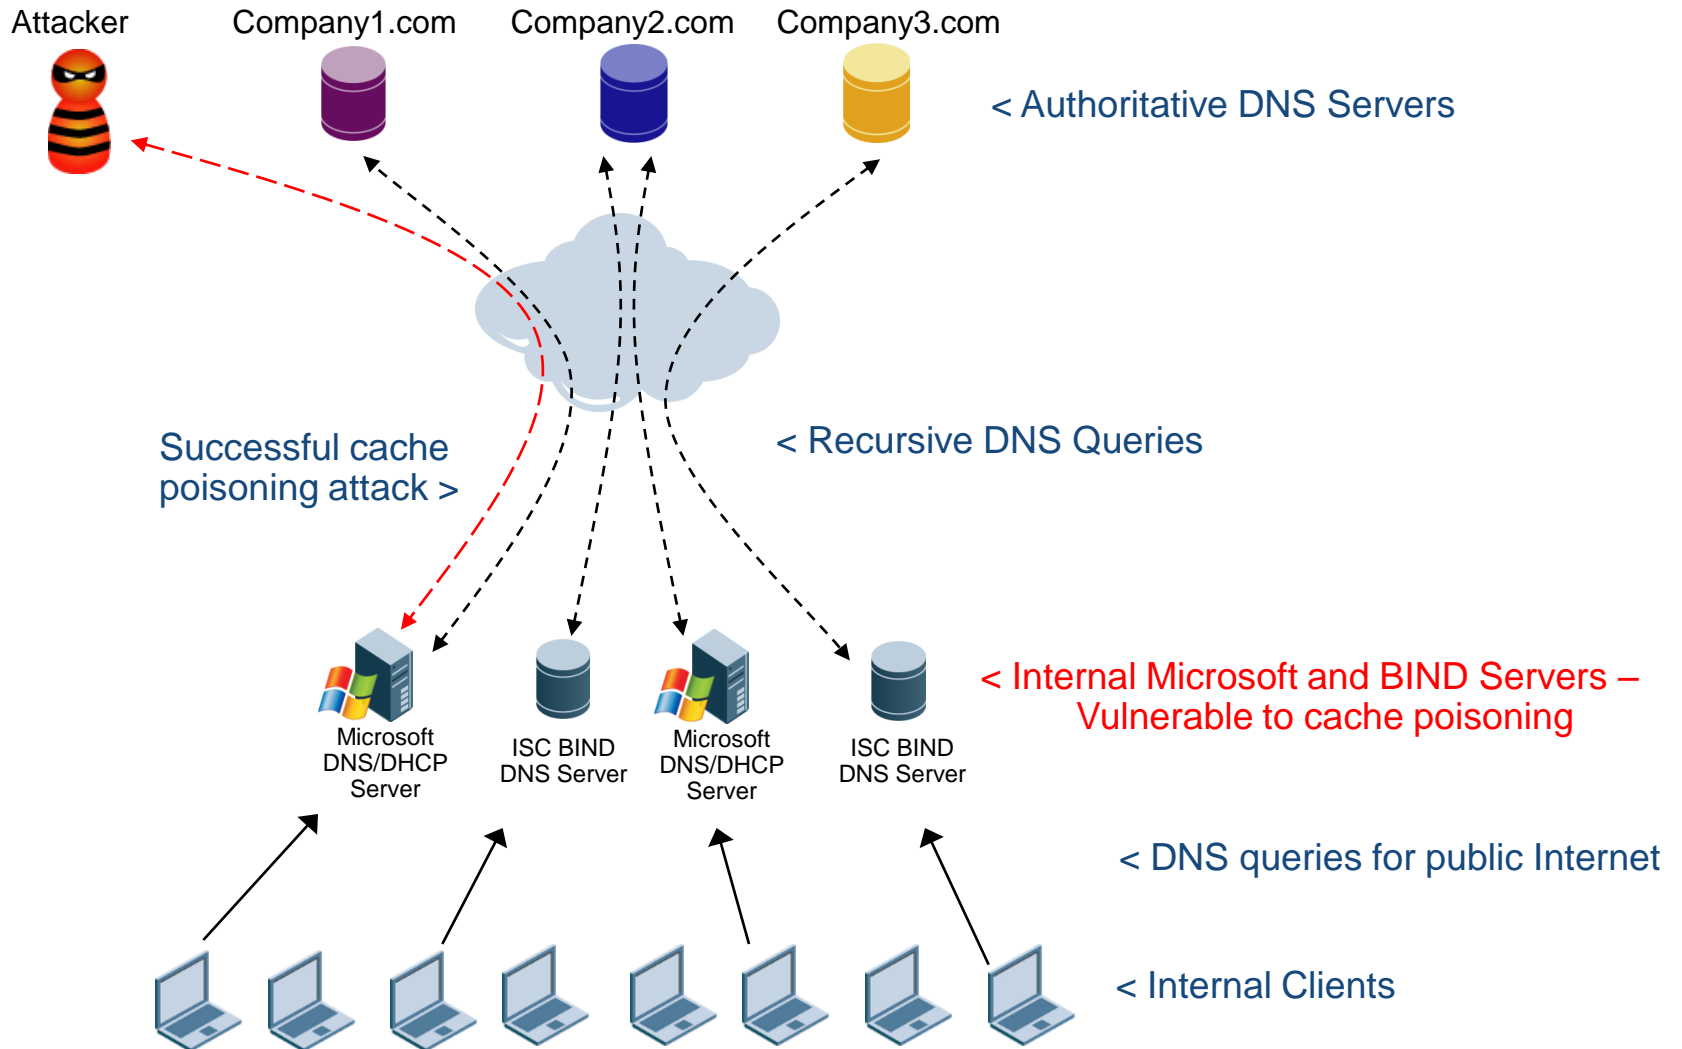 Attacker
Company1.com
Company2.com
Company3.com
< Authoritative DNS Servers
Successful cache
poisoning attack >
< Recursive DNS Queries
< Internal Microsoft and BIND Servers –
Vulnerable to cache poisoning
Microsoft
DNS/DHCP
Server
ISC BIND
DNS Server
Microsoft
DNS/DHCP
Server
ISC BIND
DNS Server
< DNS queries for public Internet
< Internal Clients